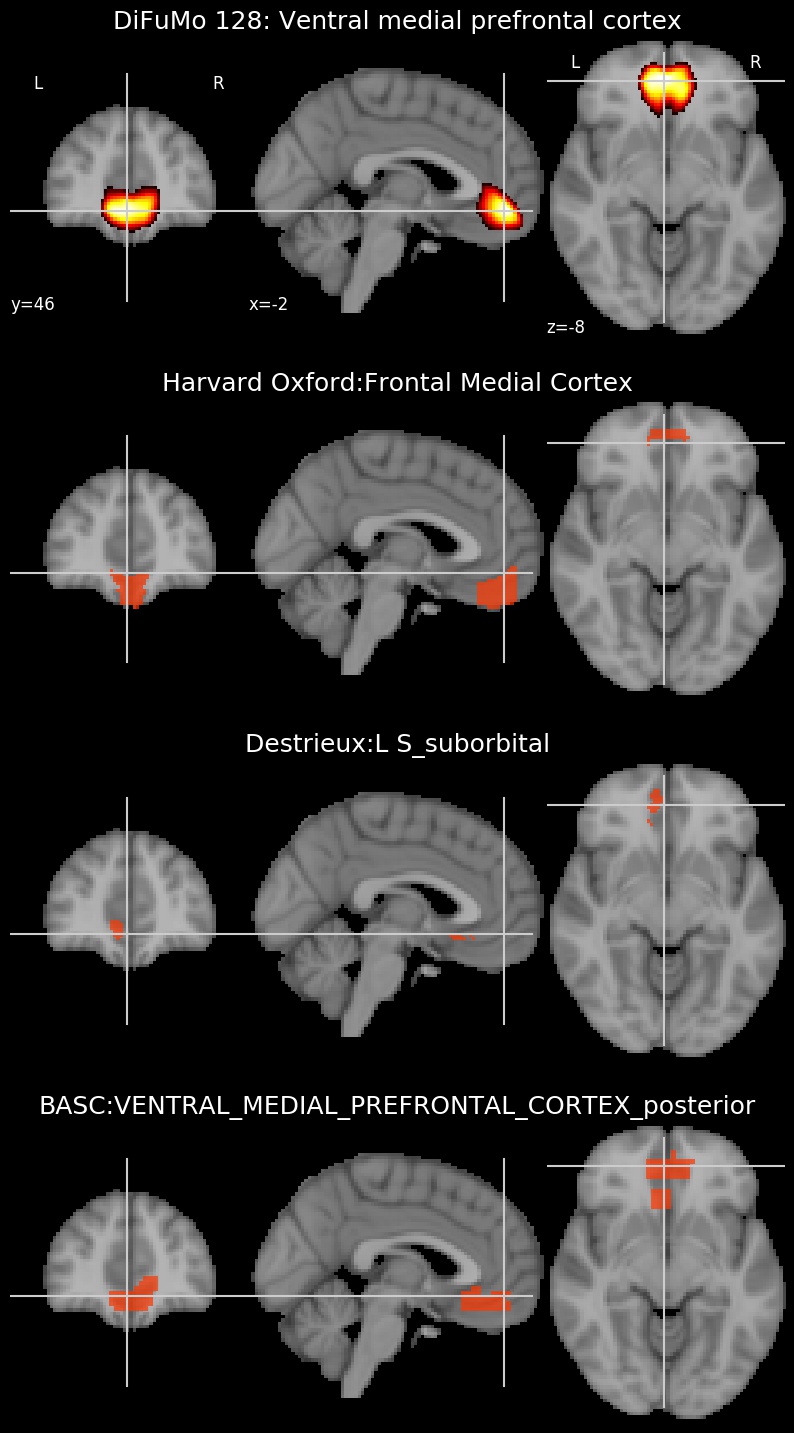 DiFuMo 128: Ventral medial prefrontal cortex
L R L R
y=46 x=-2 z=-8
Harvard Oxford:Frontal Medial Cortex
Destrieux:L S_suborbital
BASC:VENTRAL_MEDIAL_PREFRONTAL_CORTEX_posterior